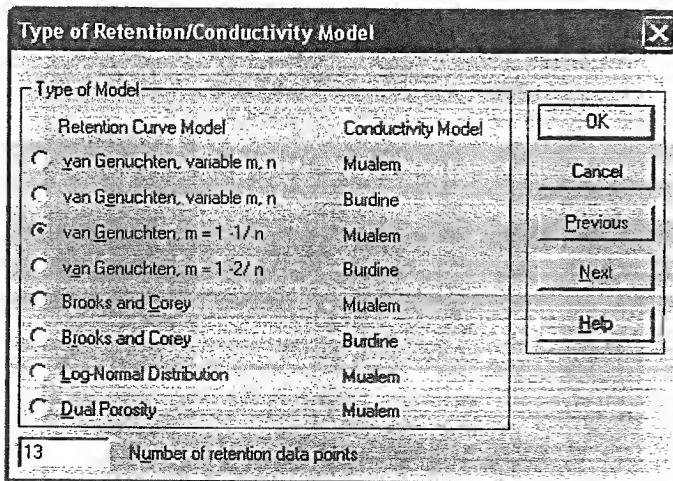 Type of Retention/Conductivity Model
Type of Model
Retention Curve Model Conductivity Model
van Genuchten, variable m, n Mualem
van Genuchten, variable m, n Burdine
van Genuchten, m = 1 -1/ n Mualem
van Genuchten, m = 1 -2/ n Burdine
Brooks and Corey Mualem
Brooks and Corey Burdine
Log-Normal Distribution Mualem
Dual Porosity Mualem
13 Number of retention data points
OK
Cancel
Previous
Next
Help